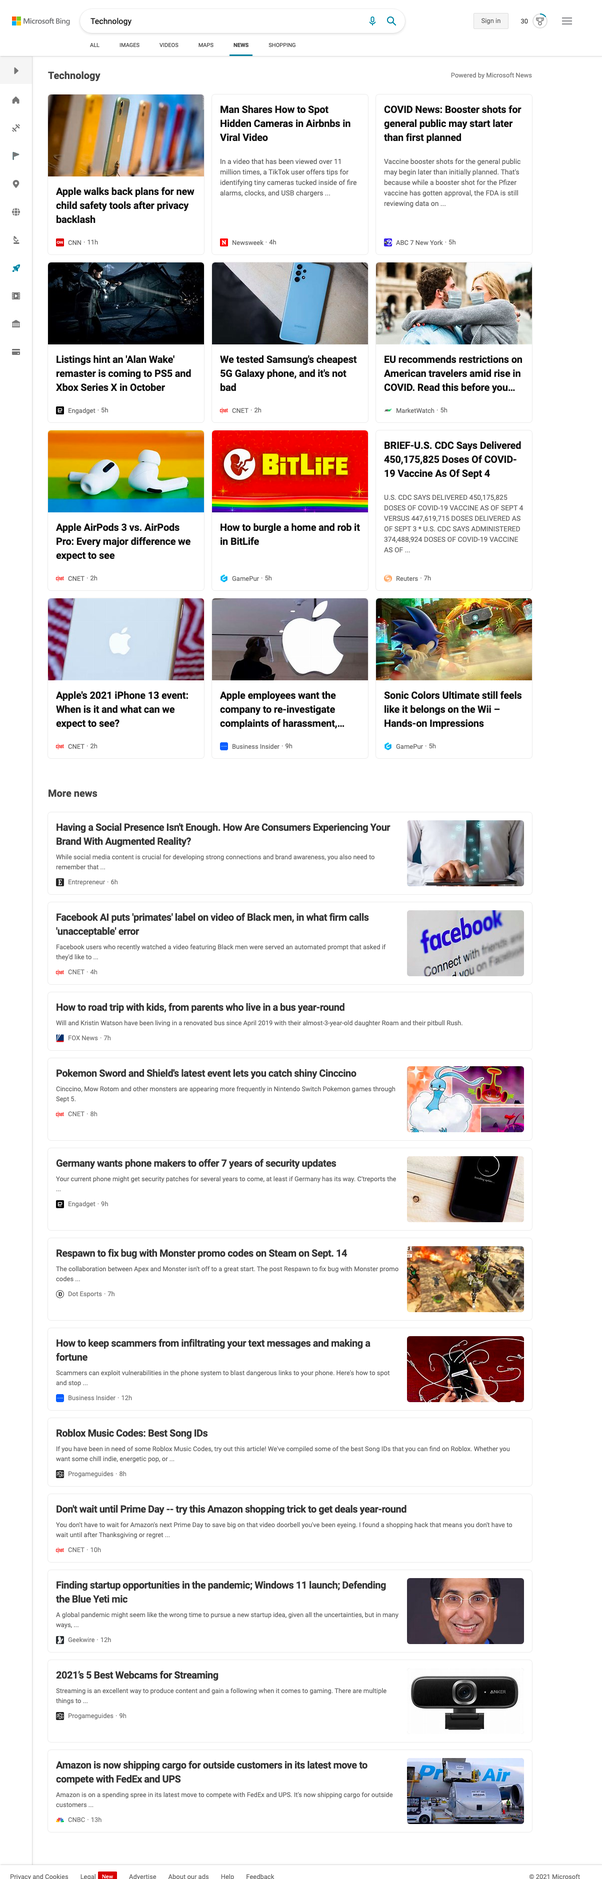 Microsoft Bing
Technology
Sign in
30
ALL
IMAGES
VIDEOS
MAPS
NEWS
SHOPPING
Technology
Powered by Microsoft News
Apple walks back plans for new
child safety tools after privacy
backlash
CNN · 11h
Man Shares How to Spot
Hidden Cameras in Airbnbs in
Viral Video
In a video that has been viewed over 11
million times, a TikTok user offers tips for
identifying tiny cameras tucked inside of fire
alarms, clocks, and USB chargers ...
Newsweek · 4h
COVID News: Booster shots for
general public may start later
than first planned
Vaccine booster shots for the general public
may begin later than initially planned. That's
because while a booster shot for the Pfizer
vaccine has gotten approval, the FDA is still
reviewing data on ...
ABC 7 New York · 5h
Listings hint an 'Alan Wake'
remaster is coming to PS5 and
Xbox Series X in October
Engadget · 5h
We tested Samsung's cheapest
5G Galaxy phone, and it's not
bad
CNET · 2h
EU recommends restrictions on
American travelers amid rise in
COVID. Read this before you...
MarketWatch · 5h
Apple AirPods 3 vs. AirPods
Pro: Every major difference we
expect to see
CNET · 2h
BITLIFE
How to burgle a home and rob it
in BitLife
GamePur · 5h
BRIEF-U.S. CDC Says Delivered
450,175,825 Doses Of COVID-
19 Vaccine As Of Sept 4
U.S. CDC SAYS DELIVERED 450,175,825
DOSES OF COVID-19 VACCINE AS OF SEPT 4
VERSUS 447,619,715 DOSES DELIVERED AS
OF SEPT 3 * U.S. CDC SAYS ADMINISTERED
374,488,924 DOSES OF COVID-19 VACCINE
AS OF ...
Reuters · 7h
Apple's 2021 iPhone 13 event:
When is it and what can we
expect to see?
CNET · 2h
Apple employees want the
company to re-investigate
complaints of harassment,...
Business Insider · 9h
Sonic Colors Ultimate still feels
like it belongs on the Wii –
Hands-on Impressions
GamePur · 5h
More news
Having a Social Presence Isn't Enough. How Are Consumers Experiencing Your
Brand With Augmented Reality?
While social media content is crucial for developing strong connections and brand awareness, you also need to
remember that ...
Entrepreneur · 6h
Facebook AI puts 'primates' label on video of Black men, in what firm calls
'unacceptable' error
Facebook users who recently watched a video featuring Black men were served an automated prompt that asked if
they'd like to ...
CNET · 4h
facebook
Connect with friends and
you on Facebook
How to road trip with kids, from parents who live in a bus year-round
Will and Kristin Watson have been living in a renovated bus since April 2019 with their almost-3-year-old daughter Roam and their pitbull Rush.
FOX News · 7h
Pokemon Sword and Shield's latest event lets you catch shiny Cinccino
Cinccino, Mow Rotom and other monsters are appearing more frequently in Nintendo Switch Pokemon games through
Sept 5.
CNET · 8h
Germany wants phone makers to offer 7 years of security updates
Your current phone might get security patches for several years to come, at least if Germany has its way. C'treports the
...
Engadget · 9h
Respawn to fix bug with Monster promo codes on Steam on Sept. 14
The collaboration between Apex and Monster isn't off to a great start. The post Respawn to fix bug with Monster promo
codes ...
Dot Esports · 7h
How to keep scammers from infiltrating your text messages and making a
fortune
Scammers can exploit vulnerabilities in the phone system to blast dangerous links to your phone. Here's how to spot
and stop ...
Business Insider · 12h
Roblox Music Codes: Best Song IDs
If you have been in need of some Roblox Music Codes, try out this article! We've compiled some of the best Song IDs that you can find on Roblox. Whether you
want some chill indie, energetic pop, or ...
Progameguides · 8h
Don't wait until Prime Day -- try this Amazon shopping trick to get deals year-round
You don't have to wait for Amazon's next Prime Day to save big on that video doorbell you've been eyeing. I found a shopping hack that means you don't have to
wait until after Thanksgiving or regret ...
CNET · 10h
Finding startup opportunities in the pandemic; Windows 11 launch; Defending
the Blue Yeti mic
A global pandemic might seem like the wrong time to pursue a new startup idea, given all the uncertainties, but in many
ways, ...
Geekwire · 12h
2021's 5 Best Webcams for Streaming
Streaming is an excellent way to produce content and gain a following when it comes to gaming. There are multiple
things to ...
Progameguides · 9h
ANKER
Amazon is now shipping cargo for outside customers in its latest move to
compete with FedEx and UPS
Amazon is on a spending spree in its latest move to compete with FedEx and UPS. It's now shipping cargo for outside
customers ...
CNBC · 13h
Pr
Air
Privacy and Cookies
Legal
New
Advertise
About our ads
Help
Feedback
© 2021 Microsoft